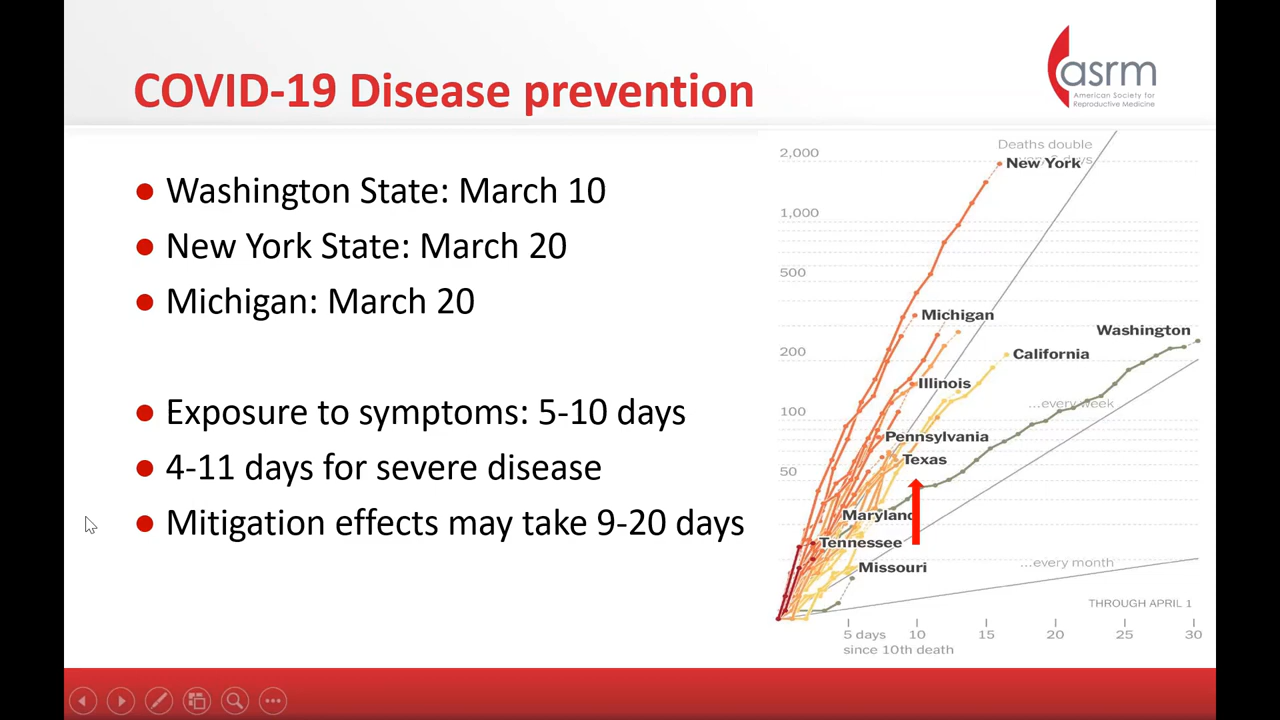 COVID-19 Disease prevention
asrm
American Society for
Reproductive Medicine
Washington State: March 10
New York State: March 20
Michigan: March 20
Exposure to symptoms: 5-10 days
4-11 days for severe disease
Mitigation effects may take 9-20 days
Deaths double
2,000
New York
1,000
500
Michigan
Washington
200
California
Illinois
...every week
100
Pennsylvania
Texas
50
Maryland
Tennessee
...every month
Missouri
THROUGH APRIL 1
5 days
10
15
20
25
30
since 10th death